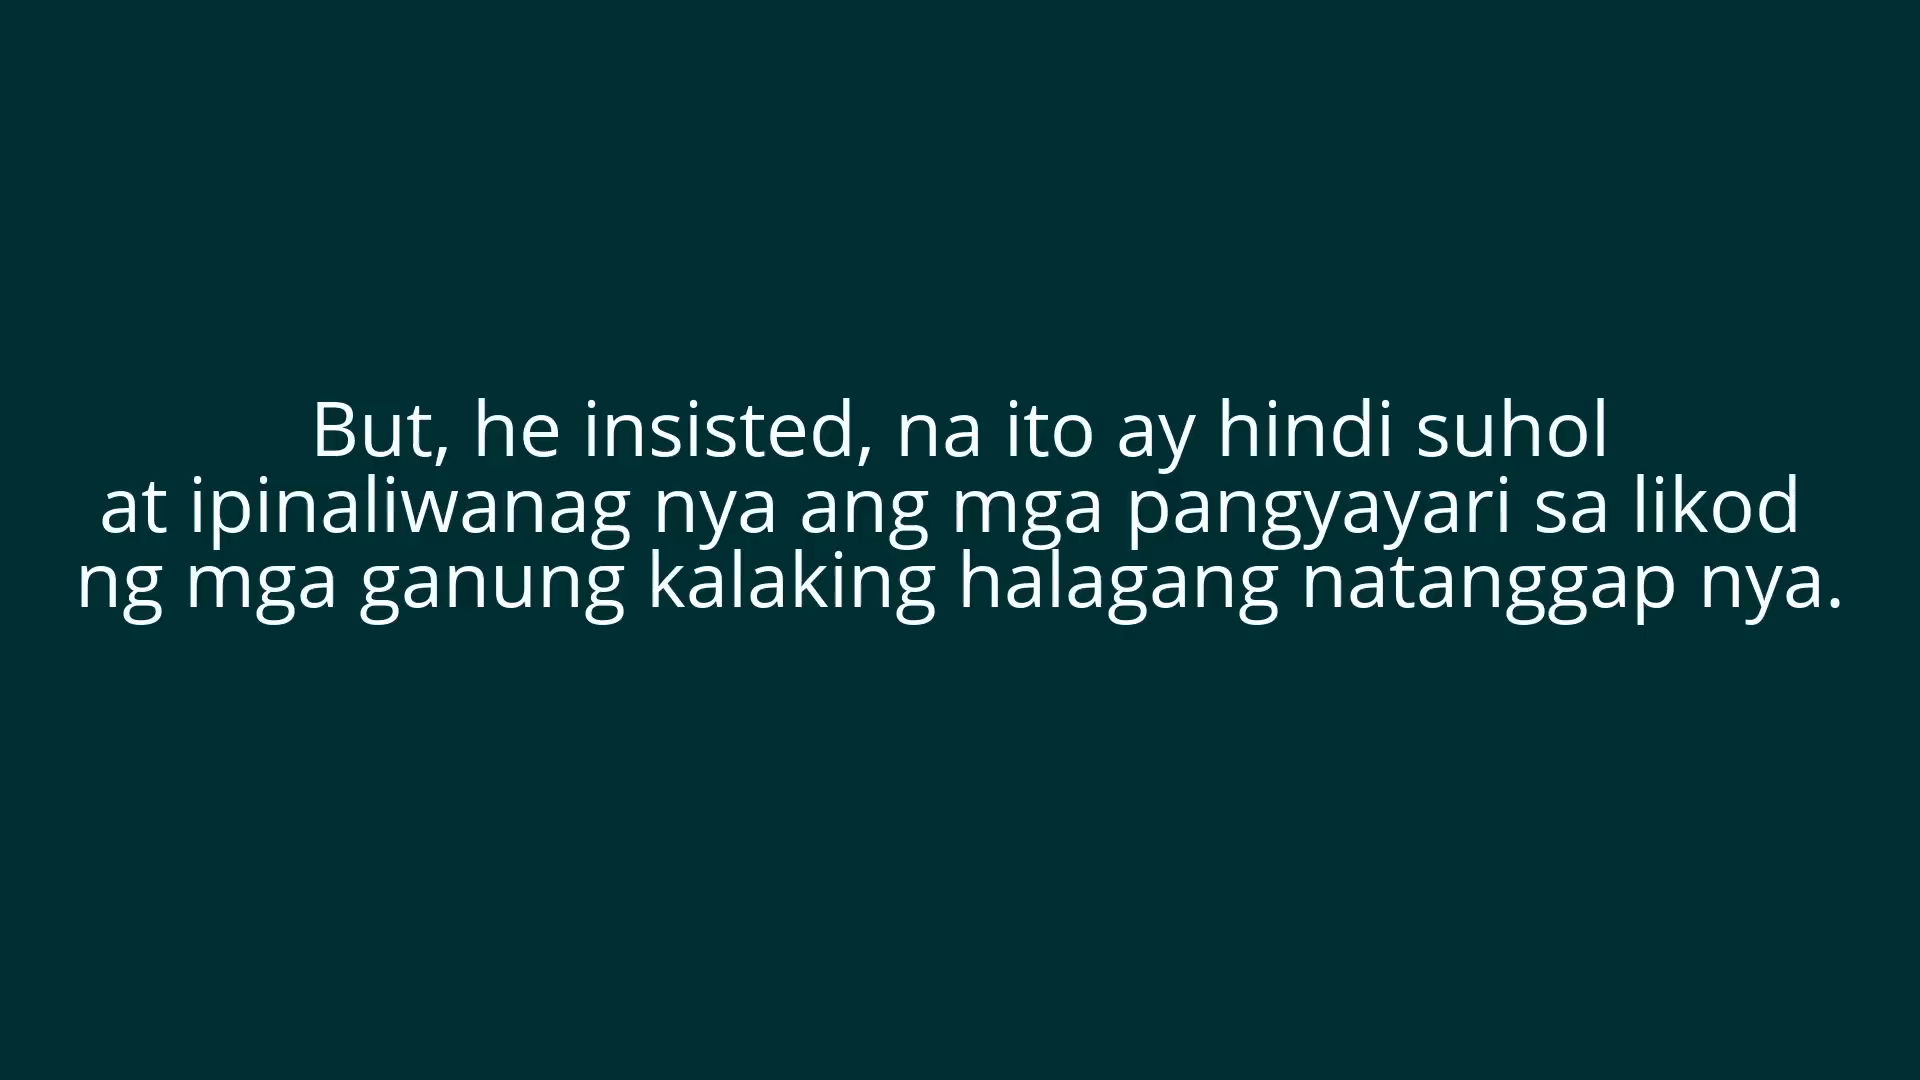 But, he insisted, na ito ay hindi suhol
at ipinaliwanag nya ang mga pangyayari sa likod
ng mga ganung kalaking halagang natanggap nya.